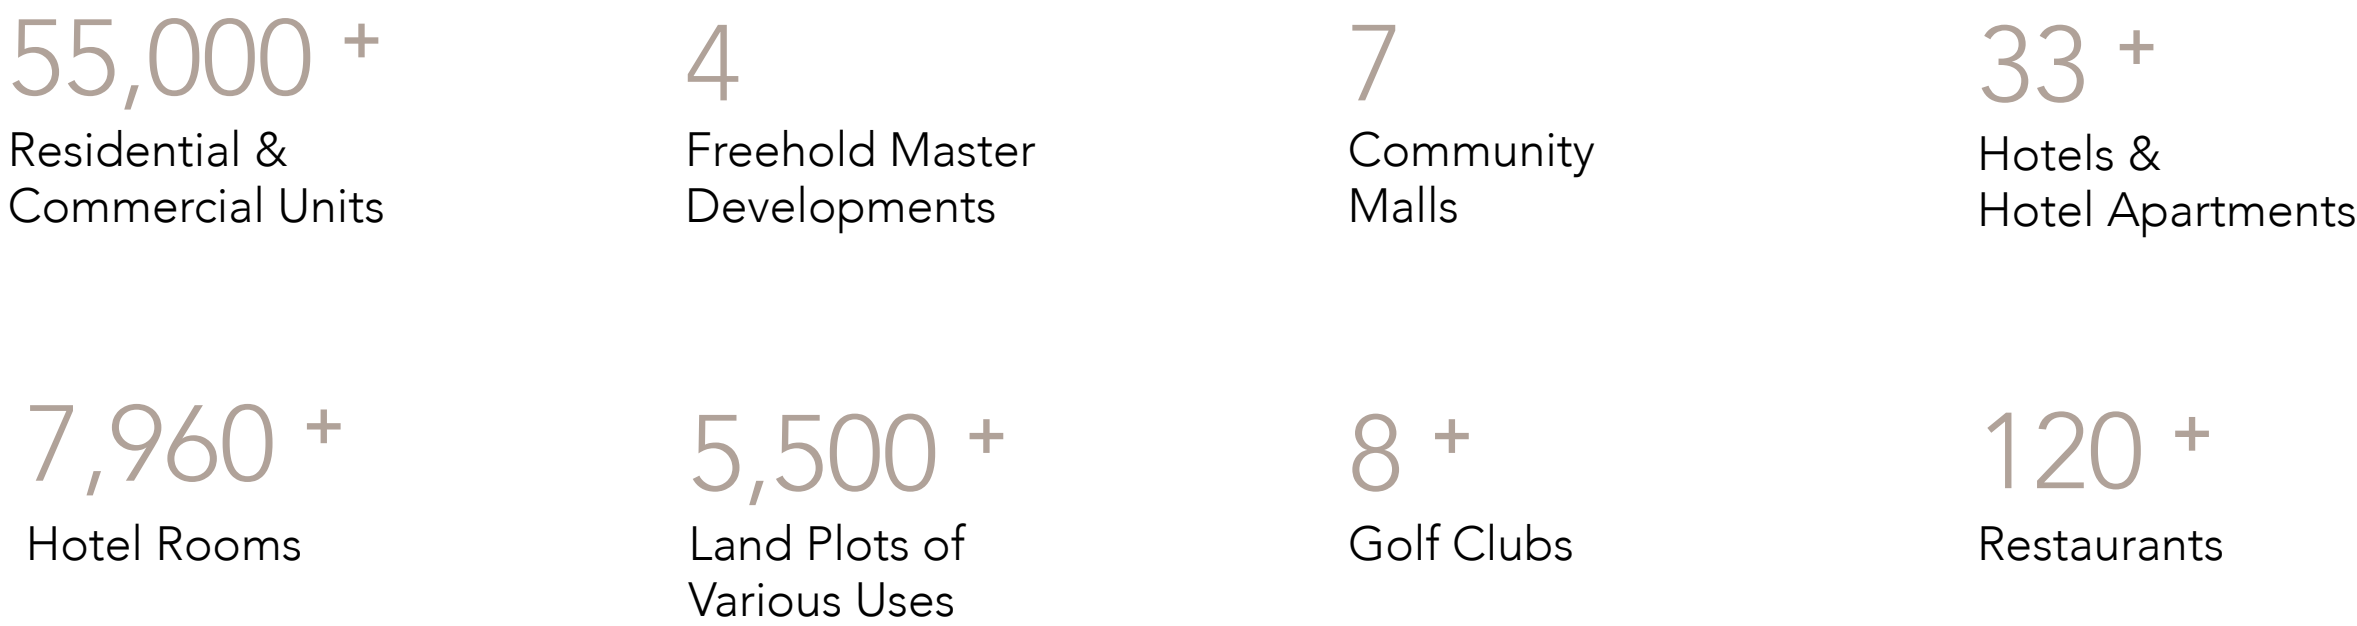 55,000 +
Residential &
Commercial Units
4
Freehold Master
Developments
7
Community
Malls
33 +
Hotels &
Hotel Apartments
7,960 +
Hotel Rooms
5,500 +
Land Plots of
Various Uses
8 +
Golf Clubs
120 +
Restaurants